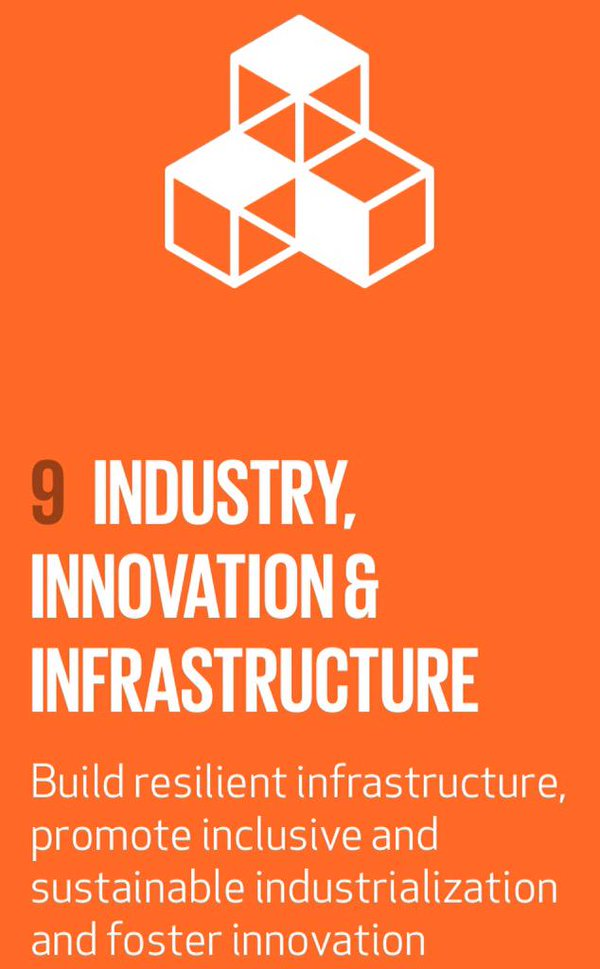 9 INDUSTRY,
INNOVATION &
INFRASTRUCTURE
Build resilient infrastructure,
promote inclusive and
sustainable industrialization
and foster innovation